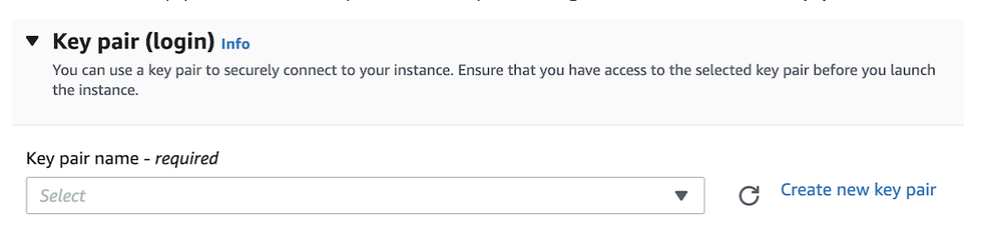 Key pair (login) Info
You can use a key pair to securely connect to your instance. Ensure that you have access to the selected key pair before you launch
the instance.
Key pair name - required
Select
Create new key pair